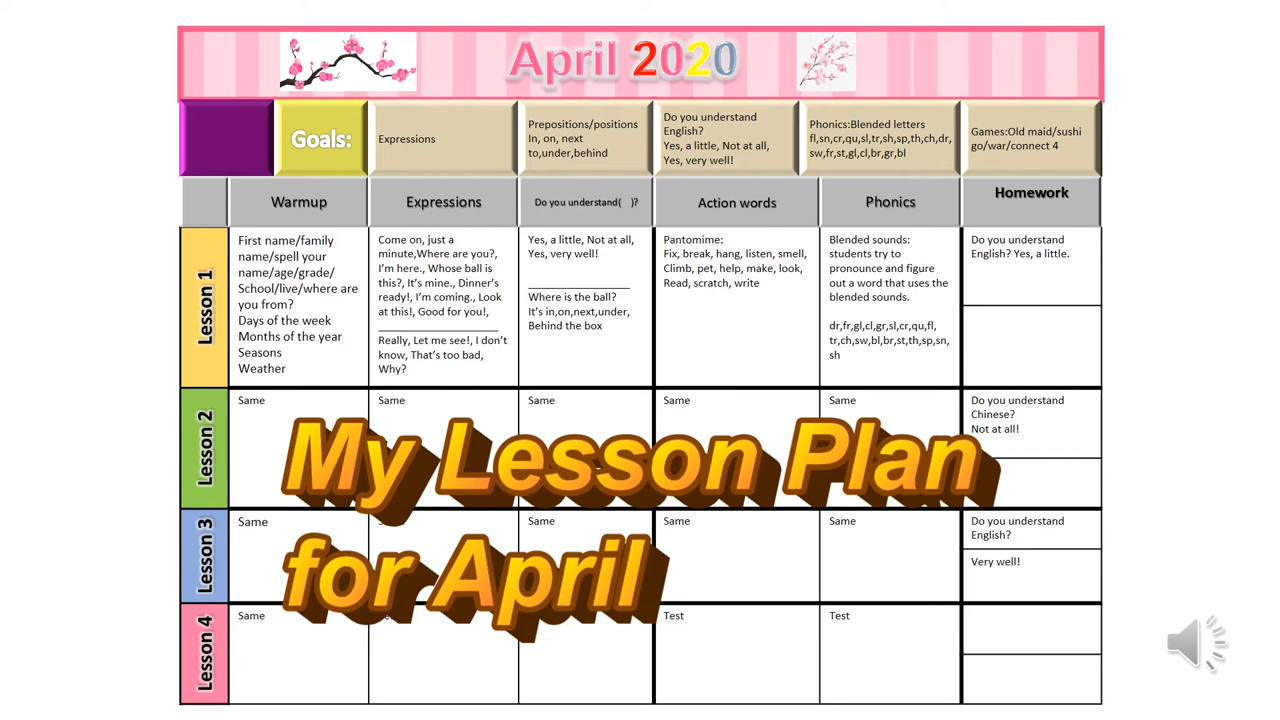 April 2020
Goals:
Expressions
Prepositions/positions
In, on, next
to,under,behind
Do you understand
English?
Yes, a little, Not at all,
Yes, very well!
Phonics:Blended letters
fl,sn,cr,qu,sl,tr,sh,sp,th,ch,dr,
sw,fr,st,gl,cl,br,gr,bl
Games:Old maid/sushi
go/war/connect 4
Warmup
Expressions
Do you understand( )?
Action words
Phonics
Homework
Lesson 1
First name/family
name/spell your
name/age/grade/
School/live/where are
you from?
Days of the week
Months of the year
Seasons
Weather
Come on, just a
minute,Where are you?,
I'm here., Whose ball is
this?, It's mine., Dinner's
ready!, I'm coming., Look
at this!, Good for you!,
Really, Let me see!, I don't
know, That's too bad,
Why?
Yes, a little, Not at all,
Yes, very well!
Where is the ball?
It's in,on,next,under,
Behind the box
Pantomime:
Fix, break, hang, listen, smell,
Climb, pet, help, make, look,
Read, scratch, write
Blended sounds:
students try to
pronounce and figure
out a word that uses the
blended sounds.
dr,fr,gl,cl,gr,sl,cr,qu,fl,
tr,ch,sw,bl,br,st,th,sp,sn,
sh
Do you understand
English? Yes, a little.
Lesson 2
Same
Same
Same
Same
Same
Do you understand
Chinese?
Not at all!
My Lesson Plan
for April
Lesson 3
Same
Same
Same
Same
Do you understand
English?
Very well!
Lesson 4
Same
Test
Test